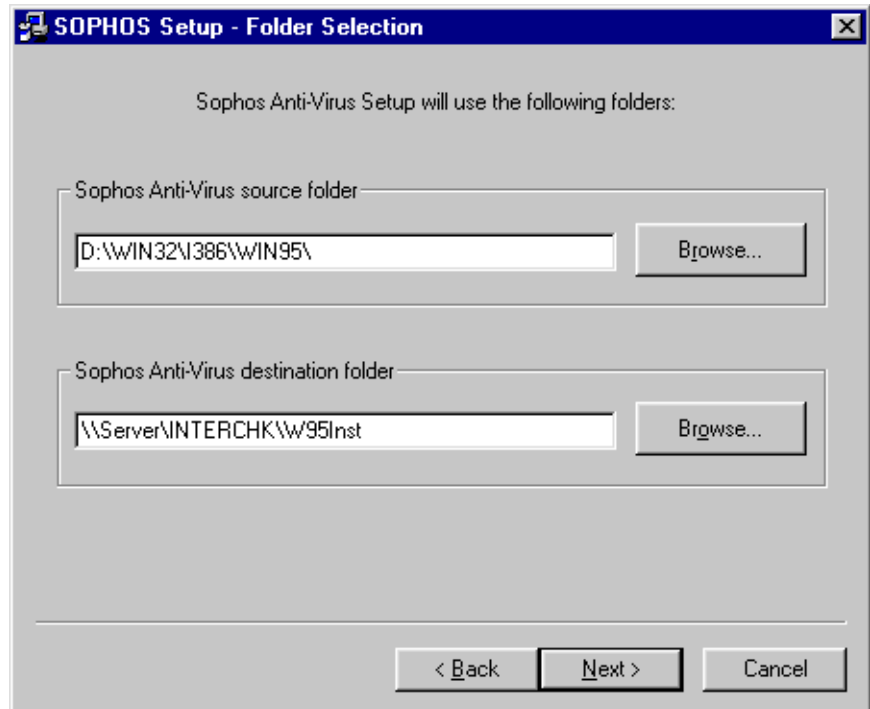 SOPHOS Setup - Folder Selection
Sophos Anti-Virus Setup will use the following folders:
Sophos Anti-Virus source folder
D:\WIN32\I386\WIN95\
Browse...
Sophos Anti-Virus destination folder
\\Server\INTERCHK\W95Inst
Browse...
< Back
Next >
Cancel